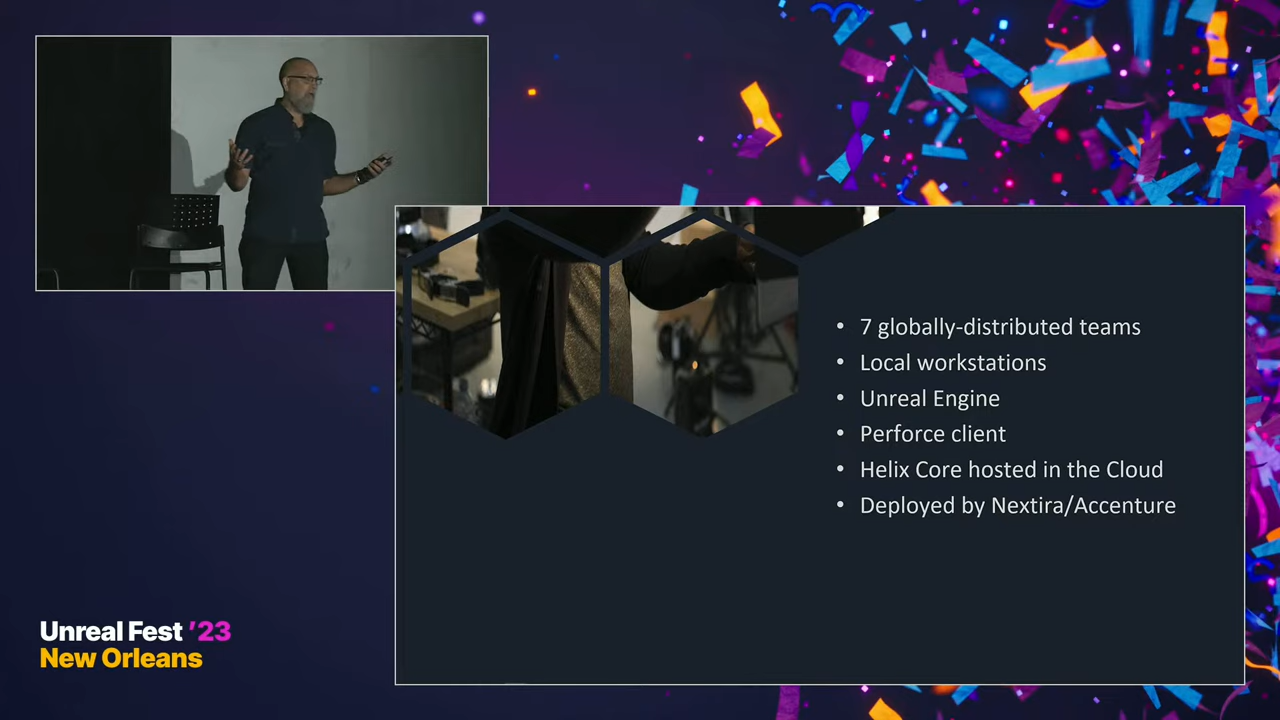 • 7 globally-distributed teams
• Local workstations
• Unreal Engine
• Perforce client
• Helix Core hosted in the Cloud
• Deployed by Nextira/Accenture
Unreal Fest '23
New Orleans